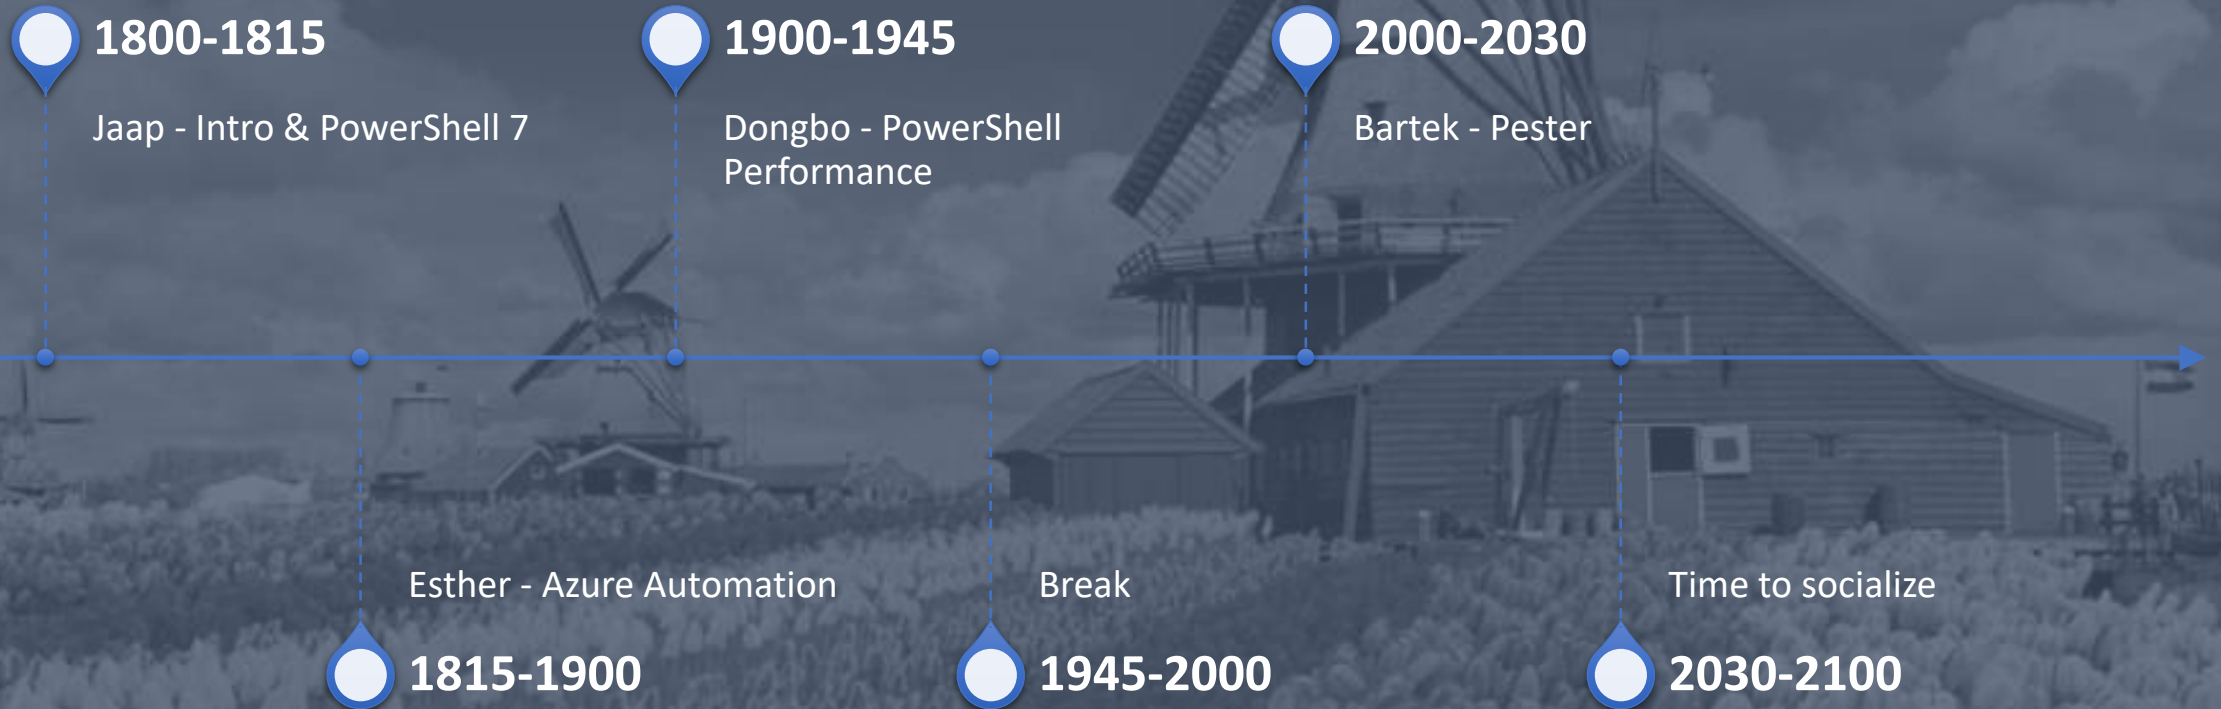 1800-1815
Jaap - Intro & PowerShell 7
1815-1900
Esther - Azure Automation
1900-1945
Dongbo - PowerShell
Performance
1945-2000
Break
2000-2030
Bartek - Pester
2030-2100
Time to socialize